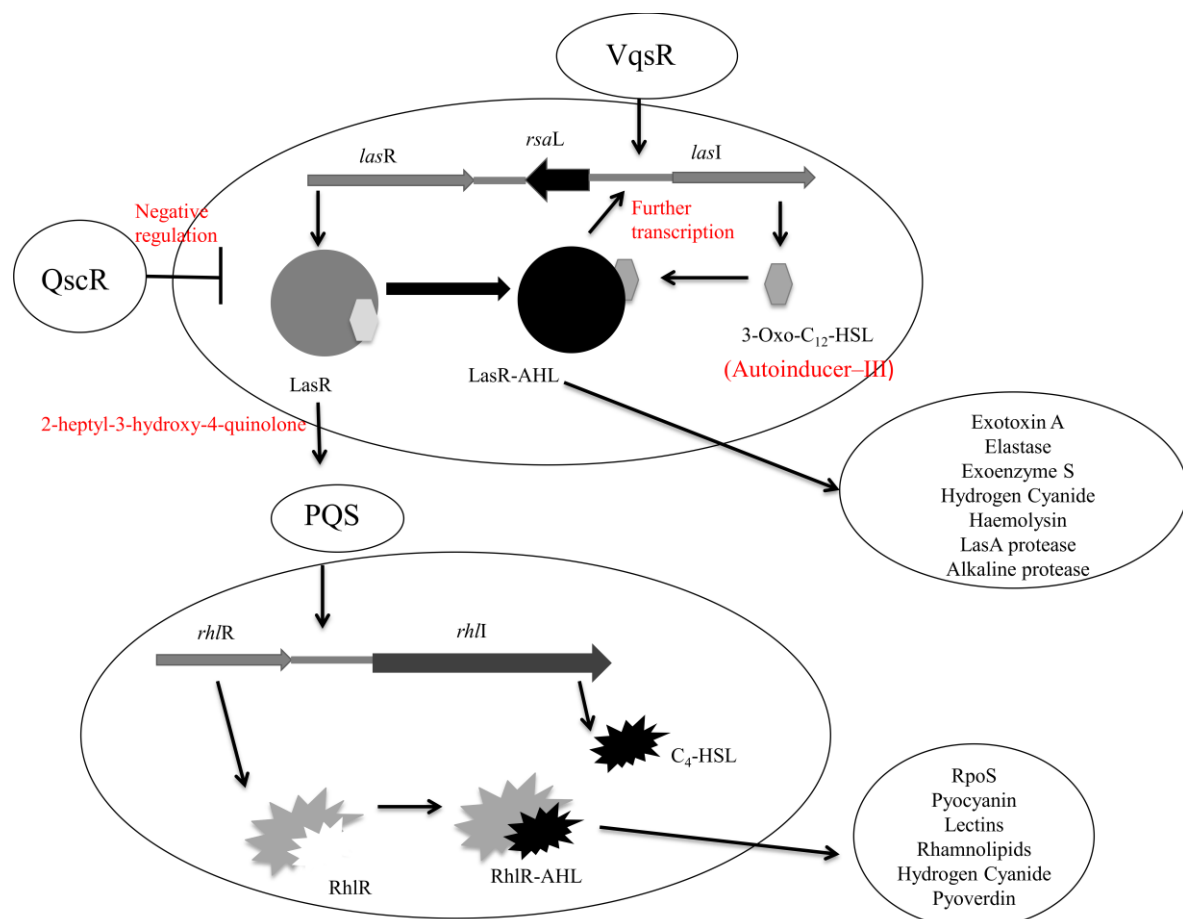 VqsR
lasR
rsaL
lasI
Negative
regulation
Further
transcription
QscR
3-Oxo-C₁₂-HSL
(Autoinducer–III)
LasR
LasR-AHL
2-heptyl-3-hydroxy-4-quinolone
Exotoxin A
Elastase
Exoenzyme S
Hydrogen Cyanide
Haemolysin
LasA protease
Alkaline protease
PQS
rhlR
rhlI
C₄-HSL
RhlR
RhlR-AHL
RpoS
Pyocyanin
Lectins
Rhamnolipids
Hydrogen Cyanide
Pyoverdin